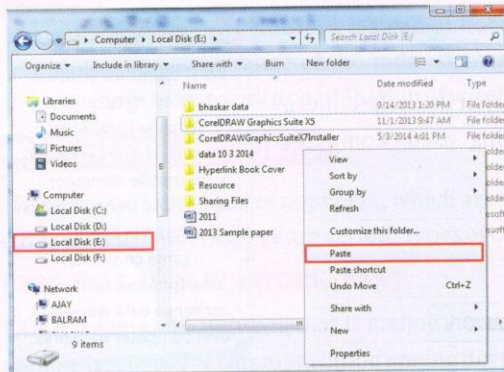 Computer ▸ Local Disk (E:) ▸
Search Local Disk (E:)
Organize Include in library Share with Burn New folder
Name Date modified Type
Libraries
Documents
Music
Pictures
Videos
Computer
Local Disk (C:)
Local Disk (D:)
Local Disk (E:)
Local Disk (F:)
Network
AJAY
BALRAM
bhaskar data 9/14/2013 1:20 PM File folder
CorelDRAW Graphics Suite X5 11/1/2013 9:47 AM File folder
CorelDRAWGraphicsSuiteX7Installer 5/3/2014 4:01 PM File folder
data 10 3 2014
Hyperlink Book Cover
Resource
Sharing Files
2011
2013 Sample paper
View
Sort by
Group by
Refresh
Customize this folder...
Paste
Paste shortcut
Undo Move Ctrl+Z
Share with
New
Properties
9 items